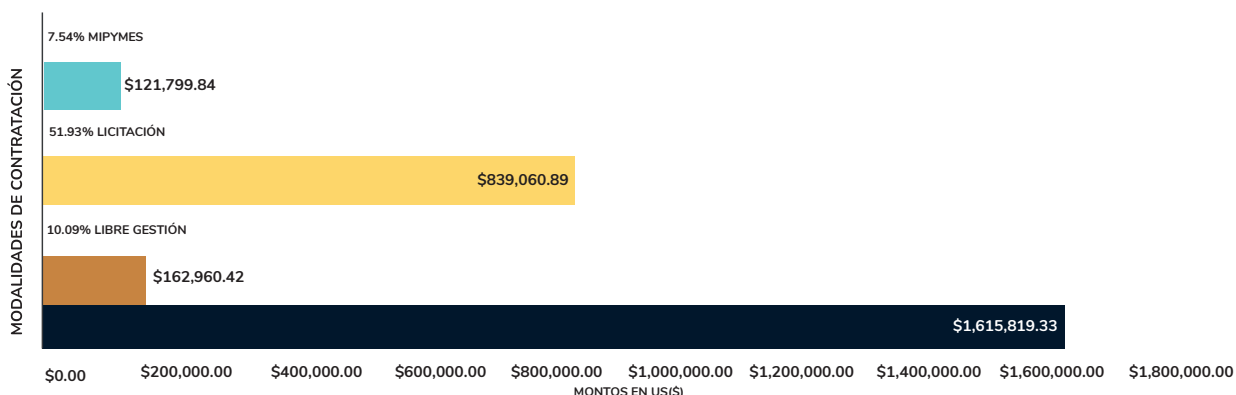 7.54% MIPYMES
$121,799.84
51.93% LICITACIÓN
$839,060.89
10.09% LIBRE GESTIÓN
$162,960.42
$1,615,819.33
MODALIDADES DE CONTRATACIÓN
$0.00 $200,000.00 $400,000.00 $600,000.00 $800,000.00 $1,000,000.00 $1,200,000.00 $1,400,000.00 $1,600,000.00 $1,800,000.00
MONTOS EN US($)